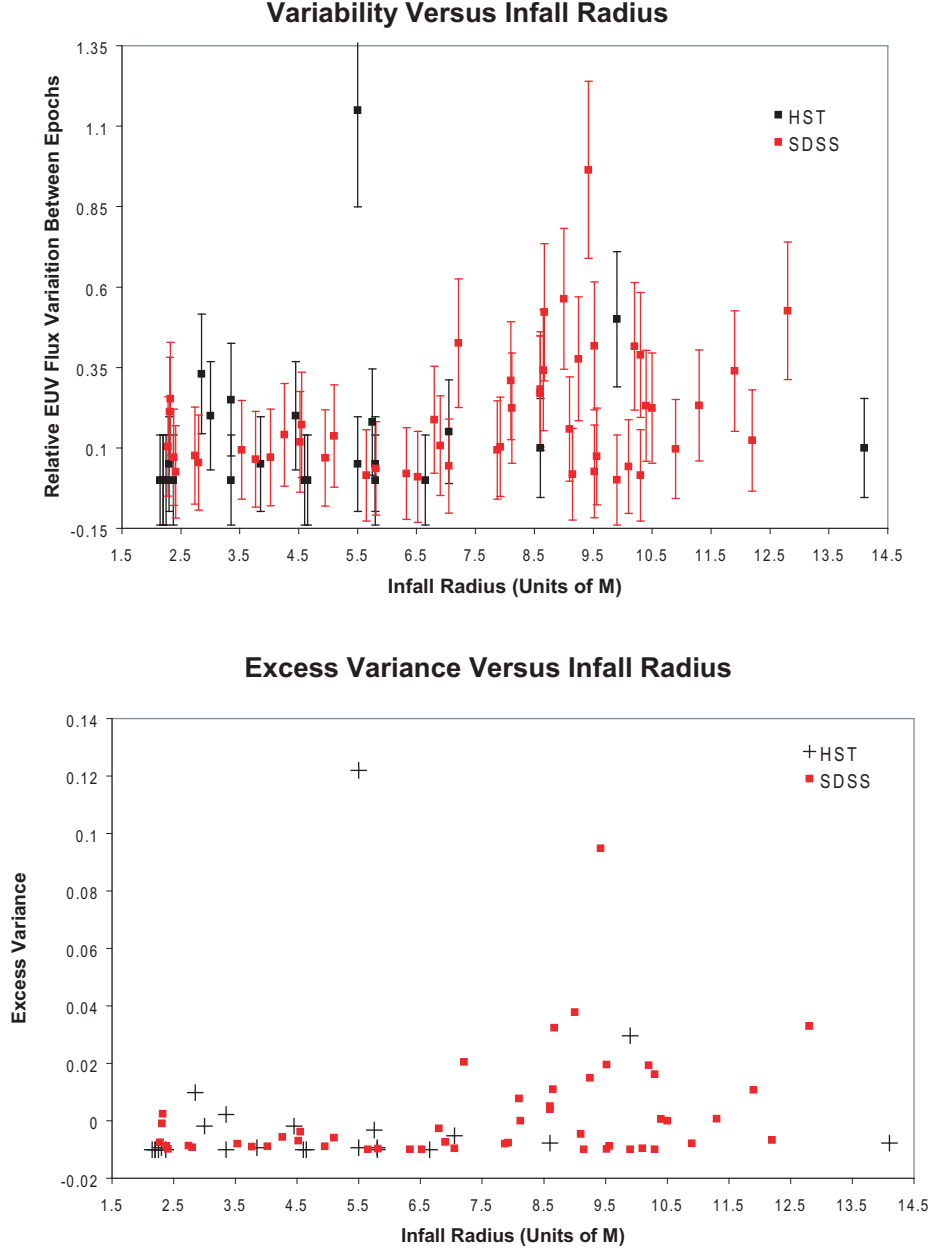 Variability Versus Infall Radius
Relative EUV Flux Variaition Between Epochs
1.35
1.1
0.85
0.6
0.35
0.1
-0.15
HST
SDSS
1.5 2.5 3.5 4.5 5.5 6.5 7.5 8.5 9.5 10.5 11.5 12.5 13.5 14.5
Infall Radius (Units of M)
Excess Variance Versus Infall Radius
Excess Variance
0.14
0.12
0.1
0.08
0.06
0.04
0.02
0
-0.02
HST
SDSS
1.5 2.5 3.5 4.5 5.5 6.5 7.5 8.5 9.5 10.5 11.5 12.5 13.5 14.5
Infall Radius (Units of M)